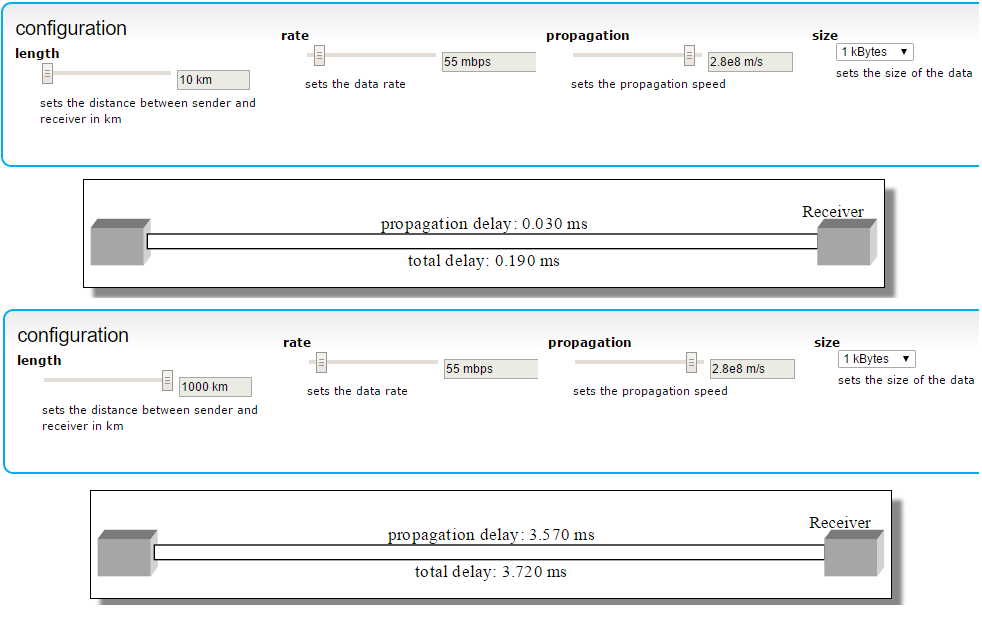 configuration
length
10 km
sets the distance between sender and
receiver in km
rate
55 mbps
sets the data rate
propagation
2.8e8 m/s
sets the propagation speed
size
1 kBytes
sets the size of the data
Receiver
propagation delay: 0.030 ms
total delay: 0.190 ms
configuration
length
1000 km
sets the distance between sender and
receiver in km
rate
55 mbps
sets the data rate
propagation
2.8e8 m/s
sets the propagation speed
size
1 kBytes
sets the size of the data
Receiver
propagation delay: 3.570 ms
total delay: 3.720 ms